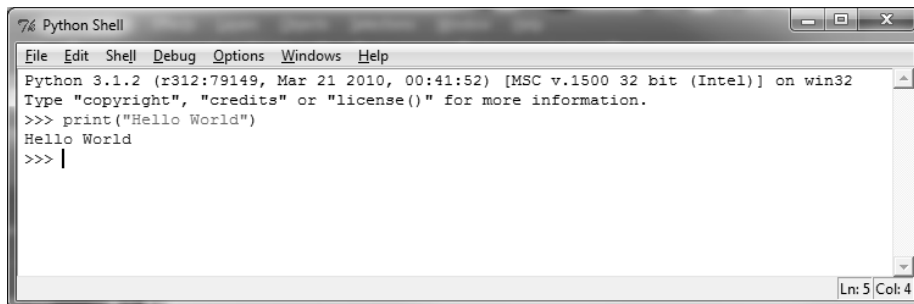 Python Shell
File Edit Shell Debug Options Windows Help
Python 3.1.2 (r312:79149, Mar 21 2010, 00:41:52) [MSC v.1500 32 bit (Intel)] on win32
Type "copyright", "credits" or "license()" for more information.
>>> print("Hello World")
Hello World
>>>
Ln: 5 Col: 4